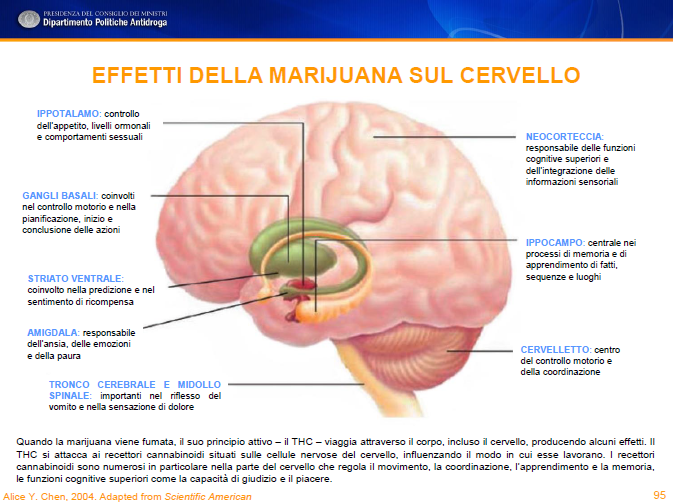 PRESIDENZA DEL CONSIGLIO DEI MINISTRI
Dipartimento Politiche Antidroga
EFFETTI DELLA MARIJUANA SUL CERVELLO
IPPOTALAMO: controllo
dell'appetito, livelli ormonali
e comportamenti sessuali
GANGLI BASALI: coinvolti
nel controllo motorio e nella
pianificazione, inizio e
conclusione delle azioni
STRIATO VENTRALE:
coinvolto nella predizione e nel
sentimento di ricompensa
AMIGDALA: responsabile
dell'ansia, delle emozioni
e della paura
TRONCO CEREBRALE E MIDOLLO
SPINALE: importanti nel riflesso del
vomito e nella sensazione di dolore
NEOCORTECCIA:
responsabile delle funzioni
cognitive superiori e
dell'integrazione delle
informazioni sensoriali
IPPOCAMPO: centrale nei
processi di memoria e di
apprendimento di fatti,
sequenze e luoghi
CERVELLETTO: centro
del controllo motorio e
della coordinazione
Quando la marijuana viene fumata, il suo principio attivo – il THC – viaggia attraverso il corpo, incluso il cervello, producendo alcuni effetti. Il
THC si attacca ai recettori cannabinoidi situati sulle cellule nervose del cervello, influenzando il modo in cui esse lavorano. I recettori
cannabinoidi sono numerosi in particolare nella parte del cervello che regola il movimento, la coordinazione, l'apprendimento e la memoria,
le funzioni cognitive superiori come la capacità di giudizio e il piacere.
Alice Y. Chen, 2004. Adapted from Scientific American
95